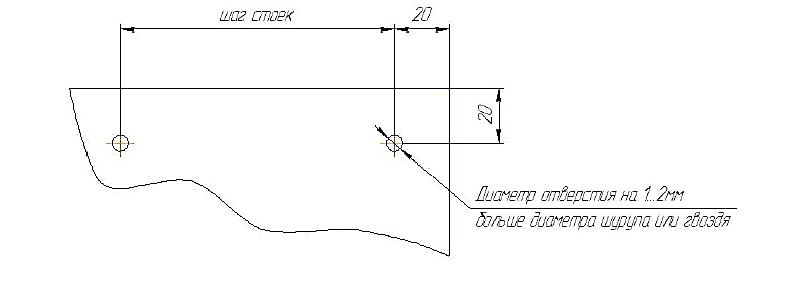 шаг стоек
20
20
Диаметр отверстия на 1...2мм
больше диаметра шурупа или гвоздя